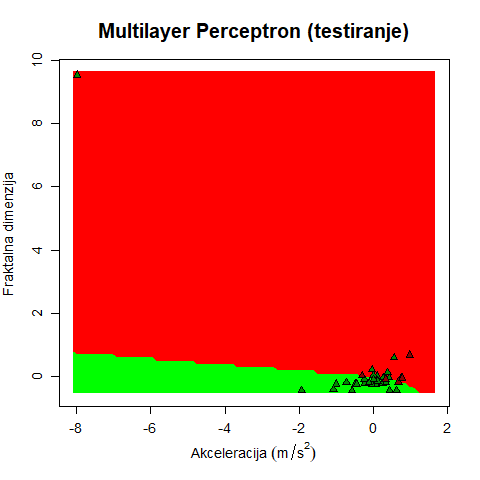 Multilayer Perceptron (testiranje)
Fraktalna dimenzija
10
8
6
4
2
0
-8 -6 -4 -2 0 2
Akceleracija (m/s²)